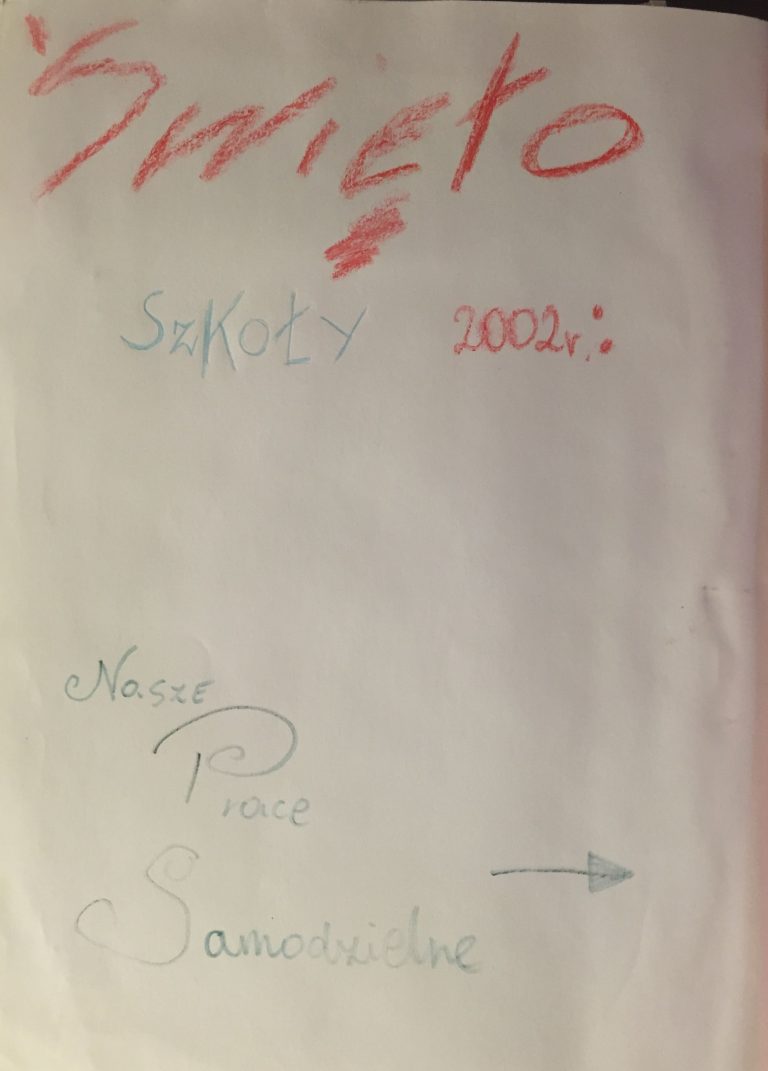 Święto
SzKoły 2002r.:
Nasze
Prace
Samodzielne